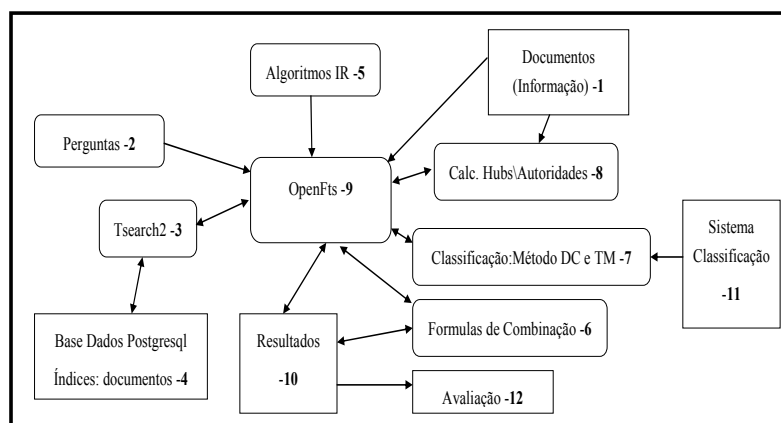 Documentos
(Informação) -1
Algoritmos IR -5
Perguntas -2
Calc. Hubs\Autoridades -8
OpenFts -9
Tsearch2 -3
Sistema
Classificação
-11
Classificação:Método DC e TM -7
Base Dados Postgresql
Índices: documentos -4
Resultados
-10
Formulas de Combinação -6
Avaliação -12